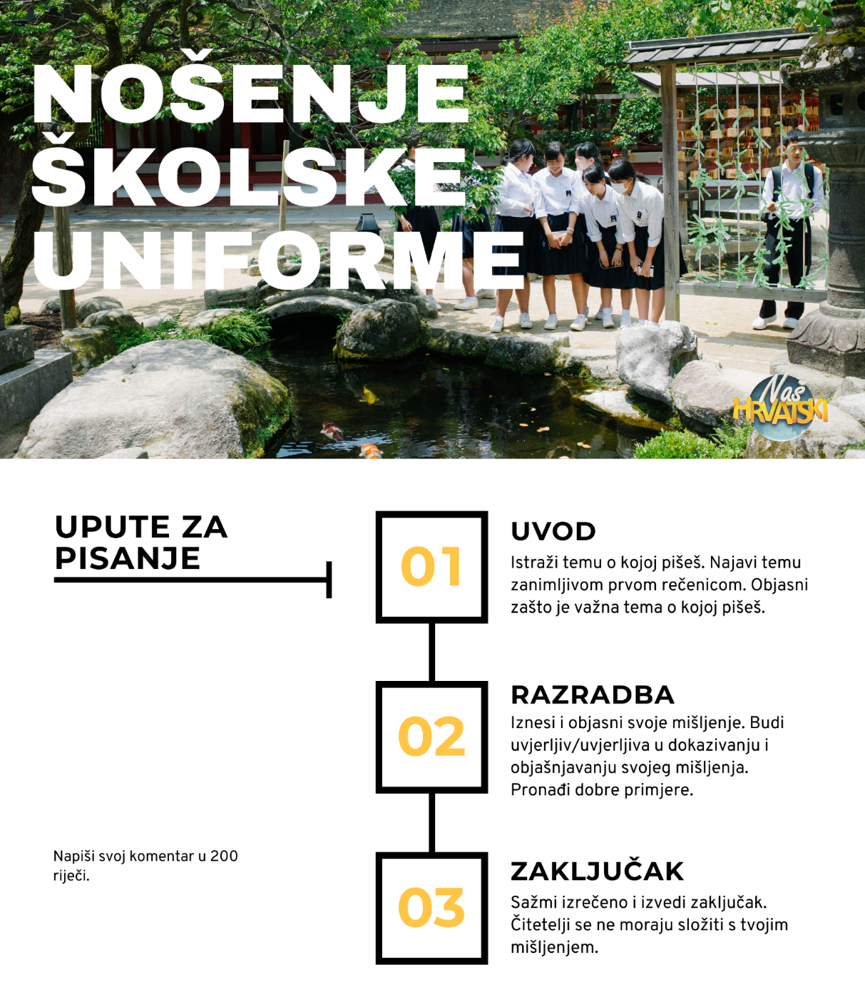 NOŠENJE
ŠKOLSKE
UNIFORME
Naš
HRVATSKI
UPUTE ZA
PISANJE
01
UVOD
Istraži temu o kojoj pišeš. Najavi temu
zanimljivom prvom rečenicom. Objasni
zašto je važna tema o kojoj pišeš.
02
RAZRADBA
Iznesi i objasni svoje mišljenje. Budi
uvjerljiv/uvjerljiva u dokazivanju i
objašnjavanju svojeg mišljenja.
Pronađi dobre primjere.
Napiši svoj komentar u 200
riječi.
03
ZAKLJUČAK
Sažmi izrečeno i izvedi zaključak.
Čitetelji se ne moraju složiti s tvojim
mišljenjem.